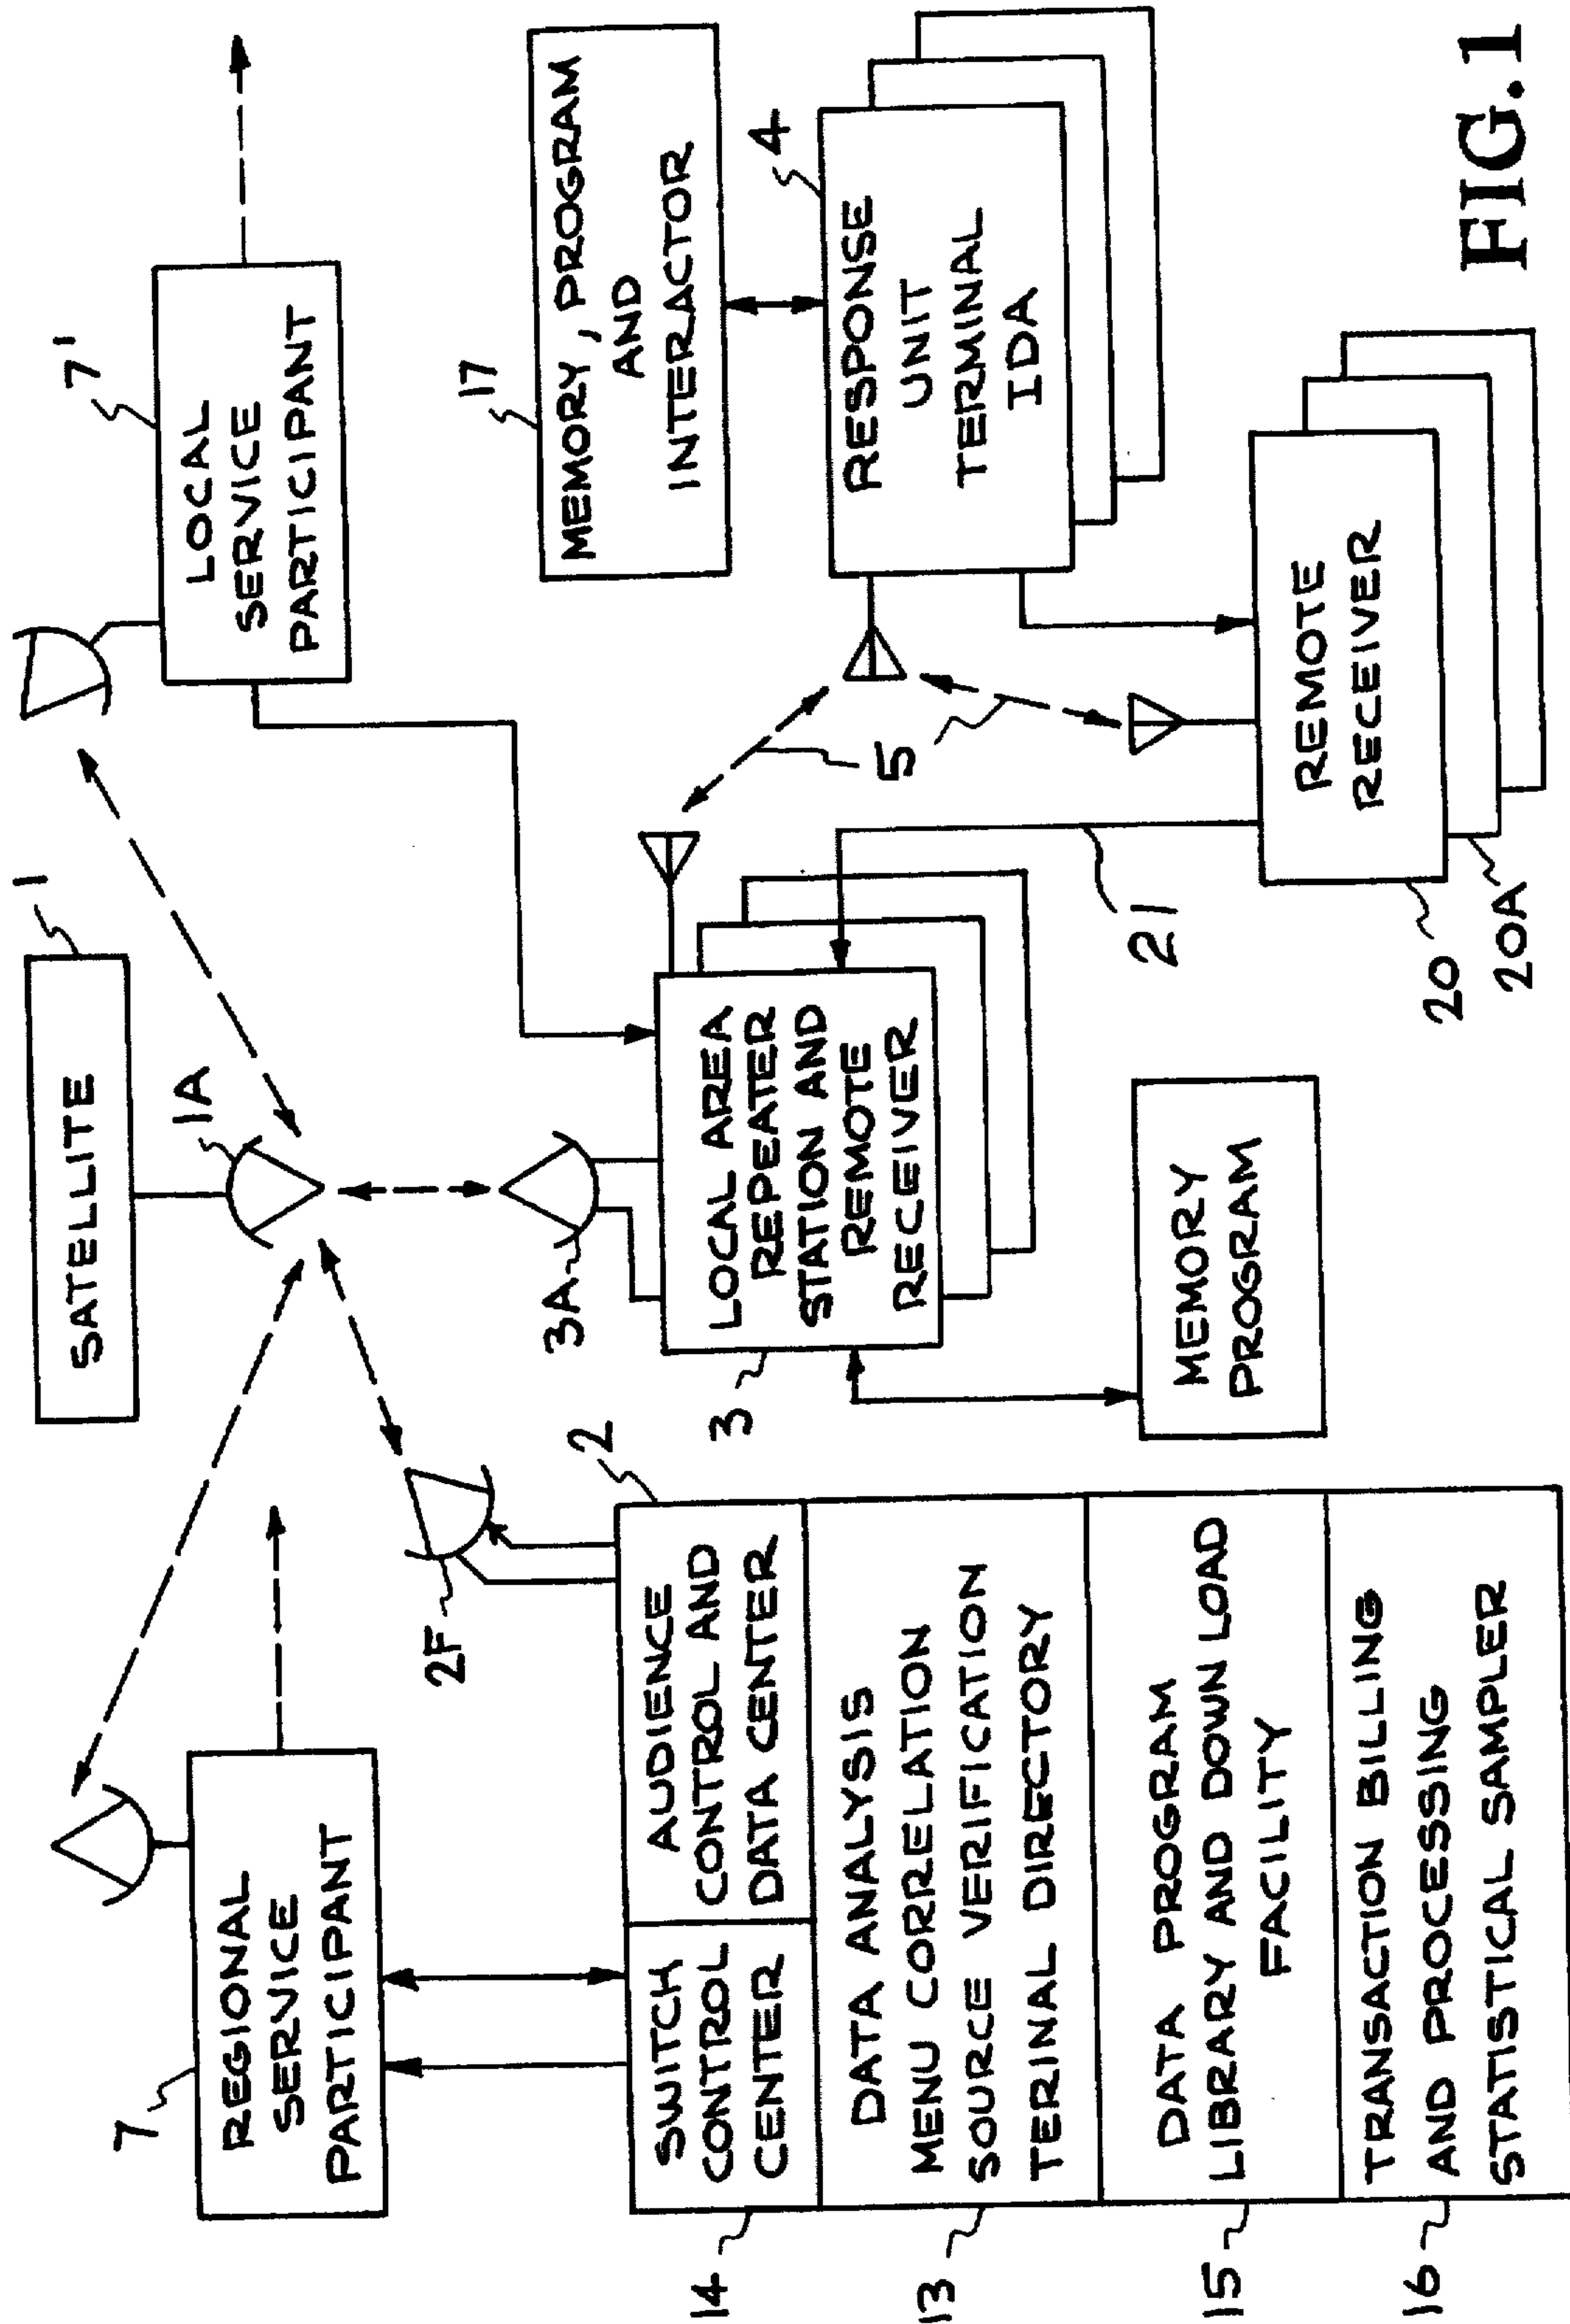 SATELLITE
1
1A
7
REGIONAL
SERVICE
PARTICIPANT
7'
LOCAL
SERVICE
PARTICIPANT
2F
2
14
SWITCH
CONTROL
CENTER
AUDIENCE
CONTROL AND
DATA CENTER
13
DATA ANALYSIS
MENU CORRELATION
SOURCE VERIFICATION
TERINAL DIRECTORY
15
DATA PROGRAM
LIBRARY AND DOWN LOAD
FACILITY
16
TRANSACTION BILLING
AND PROCESSING
STATISTICAL SAMPLER
3A
3
LOCAL AREA
REPEATER
STATION AND
REMOTE
RECEIVER
MEMORY
PROGRAM
17
MEMORY, PROGRAM
AND
INTERACTOR
4
RESPONSE
UNIT
TERMINAL
IDA
5
21
REMOTE
RECEIVER
20
20A
FIG.1